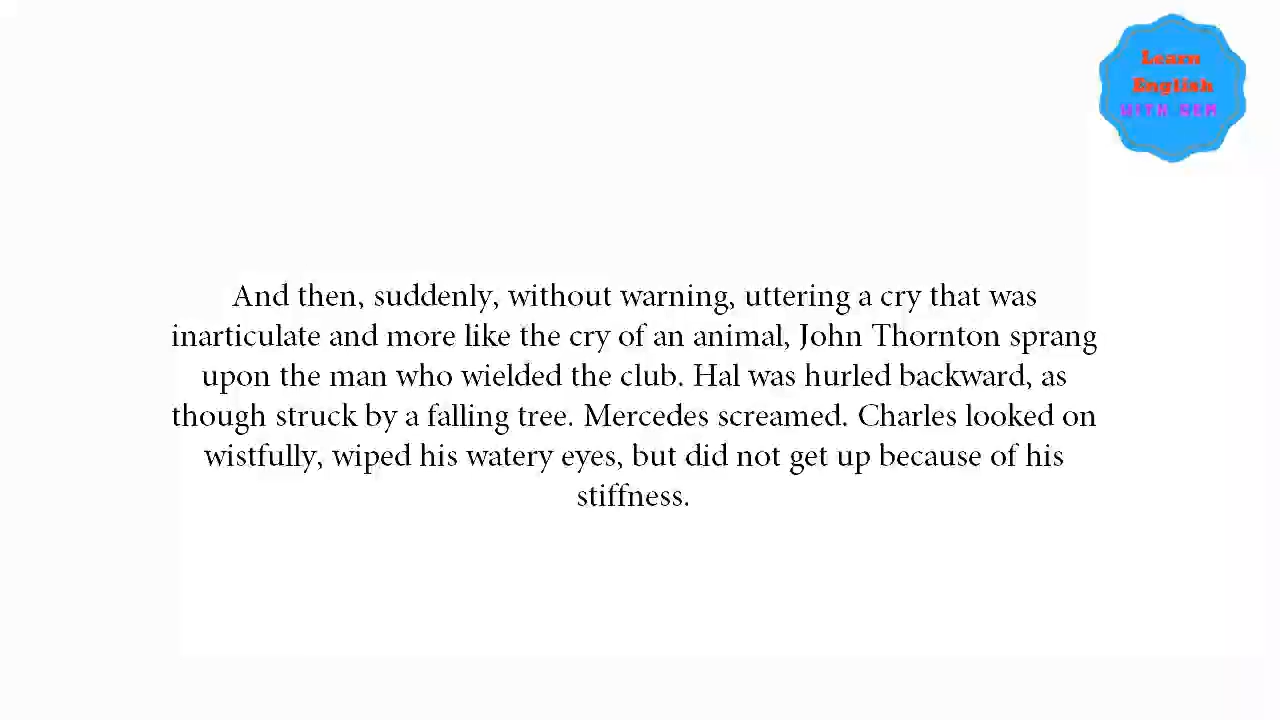 Learn
English
And then, suddenly, without warning, uttering a cry that was
inarticulate and more like the cry of an animal, John Thornton sprang
upon the man who wielded the club. Hal was hurled backward, as
though struck by a falling tree. Mercedes screamed. Charles looked on
wistfully, wiped his watery eyes, but did not get up because of his
stiffness.